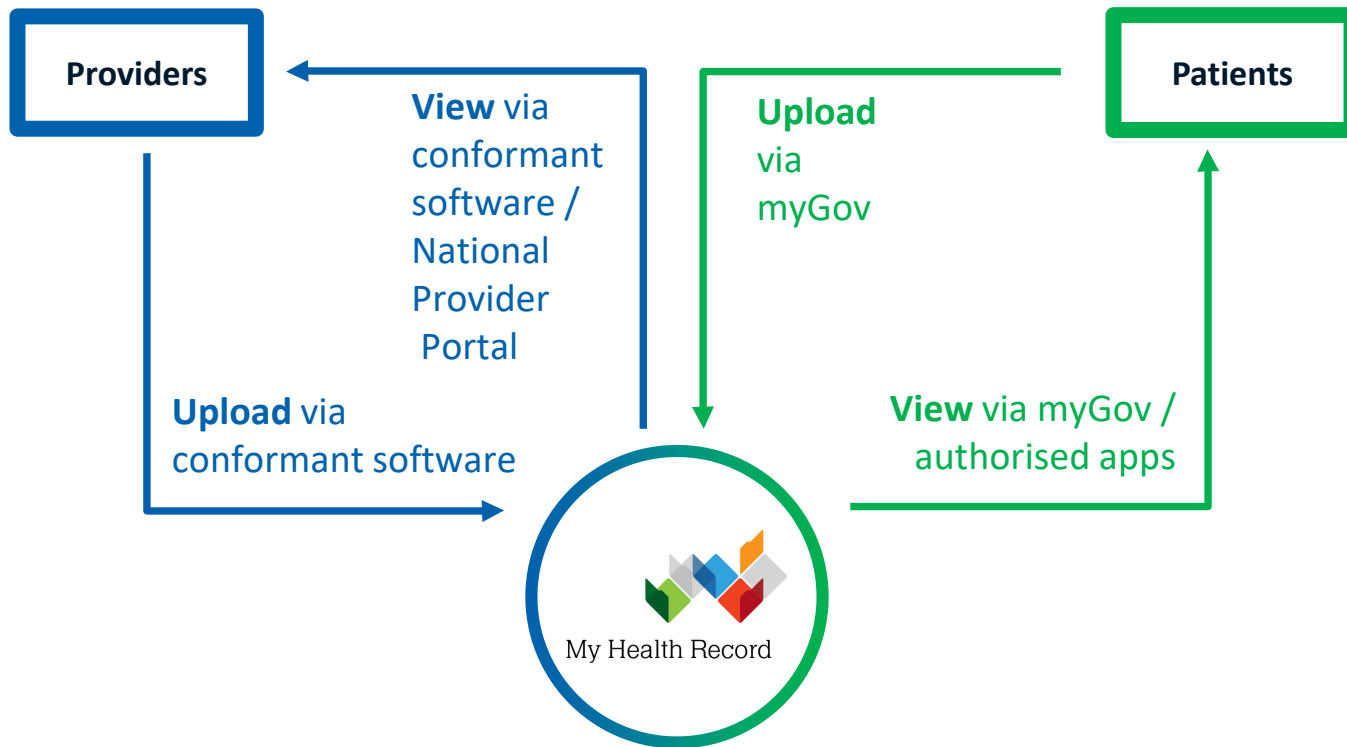 Providers
View via
conformant
software /
National
Provider
Portal
Upload via
conformant software
Upload
via
myGov
Patients
View via myGov /
authorised apps
My Health Record